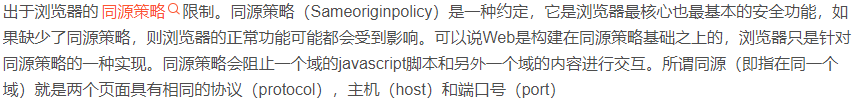 出于浏览器的 同源策略 限制。同源策略（Sameoriginpolicy）是一种约定，它是浏览器最核心也最基本的安全功能，如
果缺少了同源策略，则浏览器的正常功能可能都会受到影响。可以说Web是构建在同源策略基础之上的，浏览器只是针对
同源策略的一种实现。同源策略会阻止一个域的javascript脚本和另外一个域的内容进行交互。所谓同源（即指在同一个
域）就是两个页面具有相同的协议（protocol），主机（host）和端口号（port）